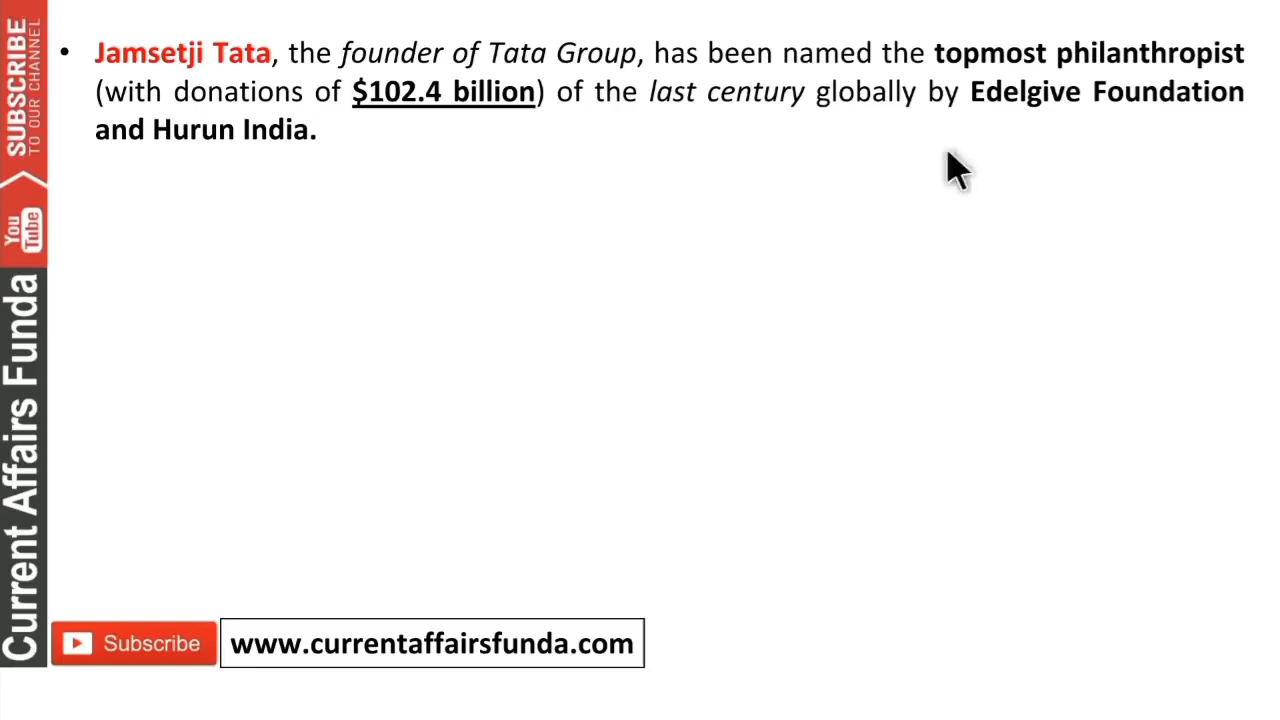 • Jamsetji Tata, the founder of Tata Group, has been named the topmost philanthropist
(with donations of $102.4 billion) of the last century globally by Edelgive Foundation
and Hurun India.
SUBSCRIBE
TO OUR CHANNEL
You
Tube
Current Affairs Funda
Subscribe
www.currentaffairsfunda.com